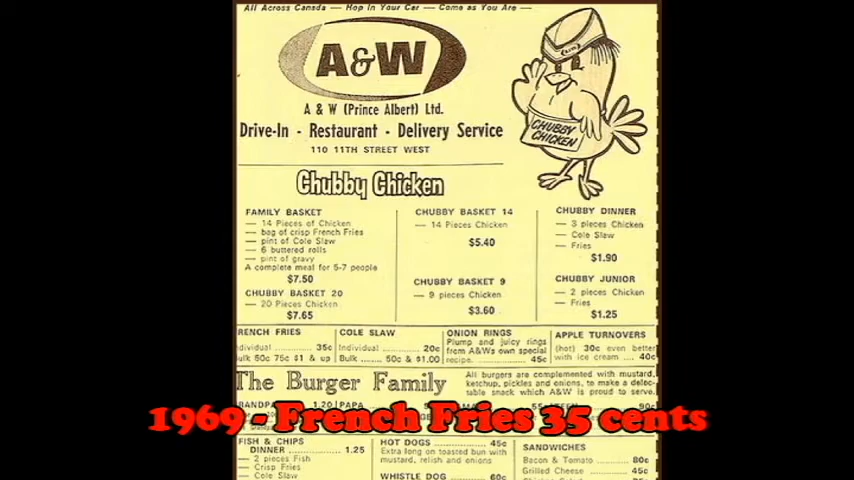 All Across Canada — Hop in Your Car — Come as You Are —
A&W
A & W (Prince Albert) Ltd.
Drive-In - Restaurant - Delivery Service
110 11TH STREET WEST
CHUBBY CHICKEN
Chubby Chicken
FAMILY BASKET
— 14 Pieces of Chicken
— bag of crisp French Fries
— pint of Cole Slaw
— 6 buttered rolls
— pint of gravy
A complete meal for 5-7 people
$7.50
CHUBBY BASKET 20
— 20 Pieces Chicken
$7.65
CHUBBY BASKET 14
— 14 Pieces Chicken
$5.40
CHUBBY BASKET 9
— 9 pieces Chicken
$3.60
CHUBBY DINNER
— 3 pieces Chicken
— Cole Slaw
— Fries
$1.90
CHUBBY JUNIOR
— 2 pieces Chicken
— Fries
$1.25
RENCH FRIES
ndividual ..... 35c
ulk 50c 75c $1 & up
COLE SLAW
Individual ..... 20c
Bulk ..... 50c & $1.00
ONION RINGS
Plump and juicy rings
from A&W's own special
recipe. ..... 45c
APPLE TURNOVERS
(hot) 30c even better
with ice cream .... 40c
The Burger Family
All burgers are complemented with mustard,
ketchup, pickles and onions, to make a delec-
table snack which A&W is proud to serve.
1.20 PAPA
1969 - French Fries 35 cents
FISH & CHIPS
DINNER ..... 1.25
— 2 pieces Fish
— Crisp Fries
— Cole Slaw
HOT DOGS ..... 45c
Extra long on toasted bun with
mustard, relish and onions
WHISTLE DOG ..... 60c
SANDWICHES
Bacon & Tomato ..... 80c
Grilled Cheese ..... 45c